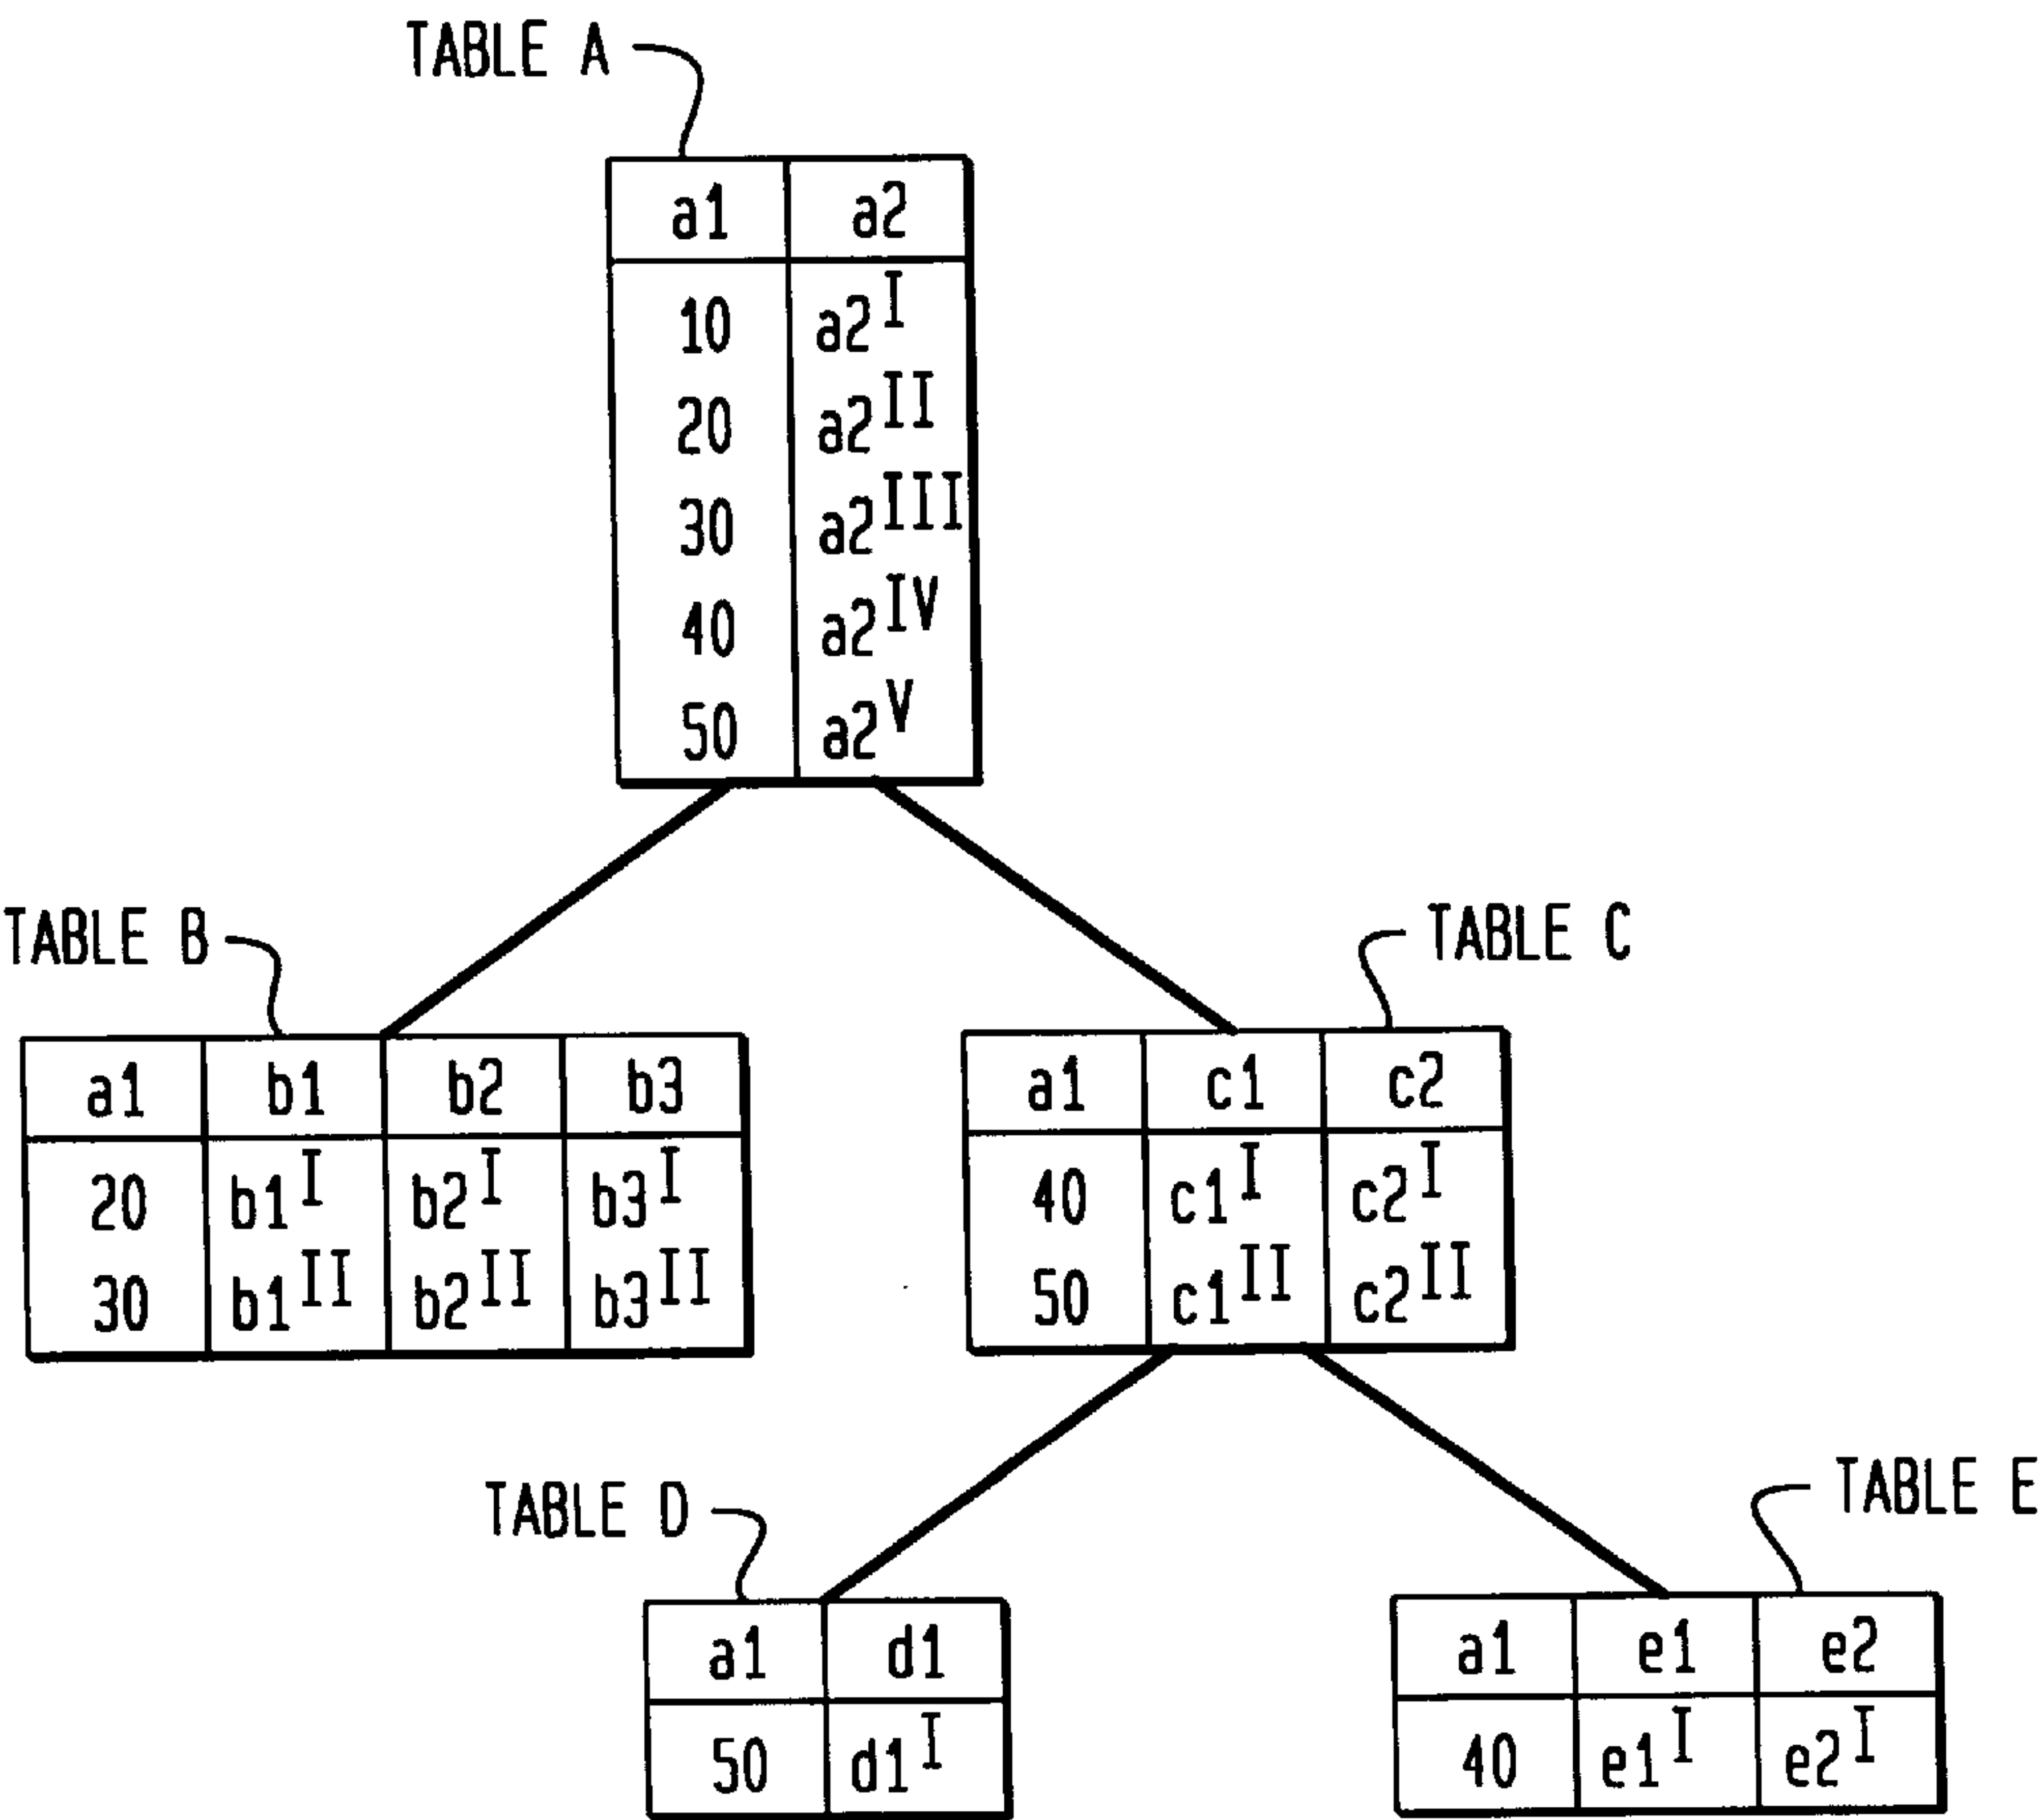 TABLE A
a1 a2
10 a2^I
20 a2^II
30 a2^III
40 a2^IV
50 a2^V
TABLE B
a1 b1 b2 b3
20 b1^I b2^I b3^I
30 b1^II b2^II b3^II
TABLE C
a1 c1 c2
40 c1^I c2^I
50 c1^II c2^II
TABLE D
a1 d1
50 d1^I
TABLE E
a1 e1 e2
40 e1^I e2^I